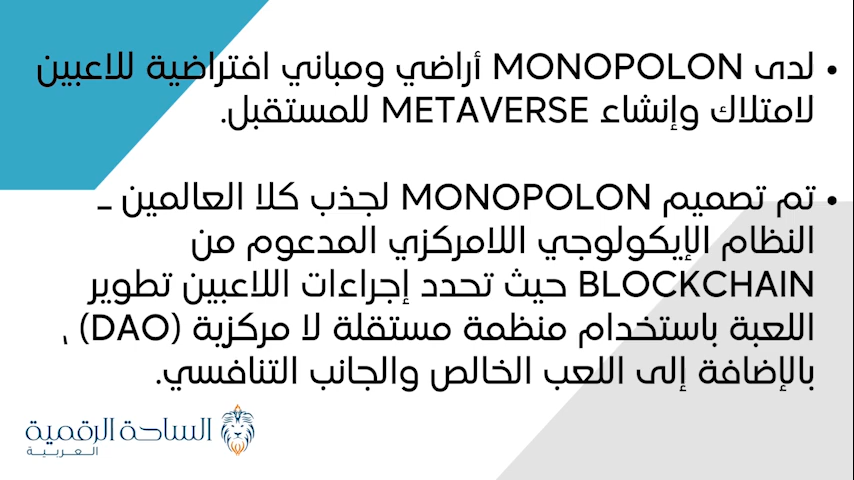 • لدى MONOPOLON أراضي ومباني افتراضية للاعبين
لامتلاك وإنشاء METAVERSE للمستقبل.
• تم تصميم MONOPOLON لجذب كلا العالمين –
النظام الإيكولوجي اللامركزي المدعوم من
BLOCKCHAIN حيث تحدد إجراءات اللاعبين تطوير
اللعبة باستخدام منظمة مستقلة لا مركزية (DAO) ،
بالإضافة إلى اللعب الخالص والجانب التنافسي.
الساحة الرقمية
العربية